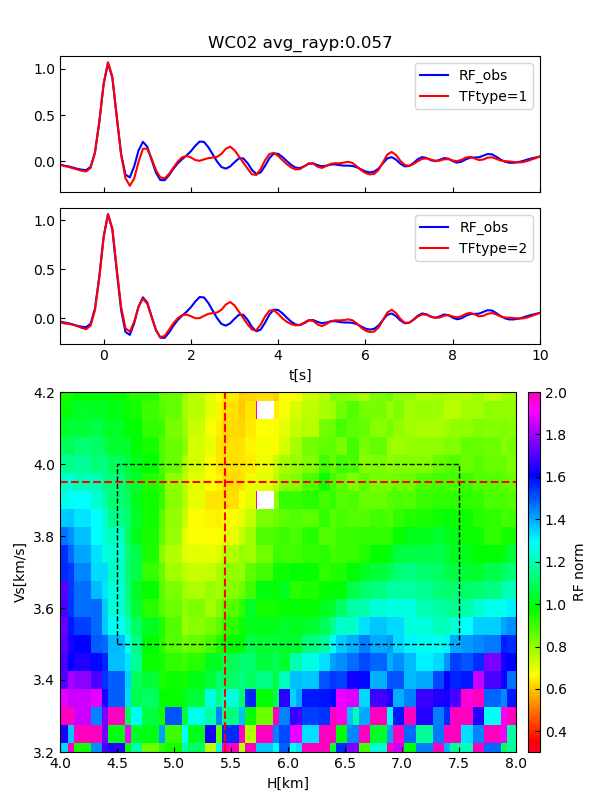 WC02 avg_rayp:0.057
1.0
0.5
0.0
RF_obs
TFtype=1
1.0
0.5
0.0
RF_obs
TFtype=2
0 2 4 6 8 10
t[s]
4.2
4.0
3.8
3.6
3.4
3.2
Vs[km/s]
4.0 4.5 5.0 5.5 6.0 6.5 7.0 7.5 8.0
H[km]
2.0
1.8
1.6
1.4
1.2
1.0
0.8
0.6
0.4
RF norm